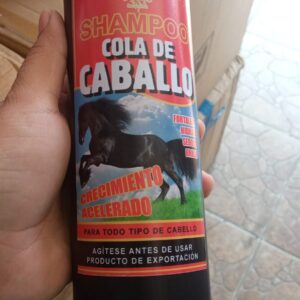 SHAMPOO
COLA DE
CABALLO
CRECIMIENTO
ACELERADO
PARA TODO TIPO DE CABELLO
AGÍTESE ANTES DE USAR
PRODUCTO DE EXPORTACIÓN